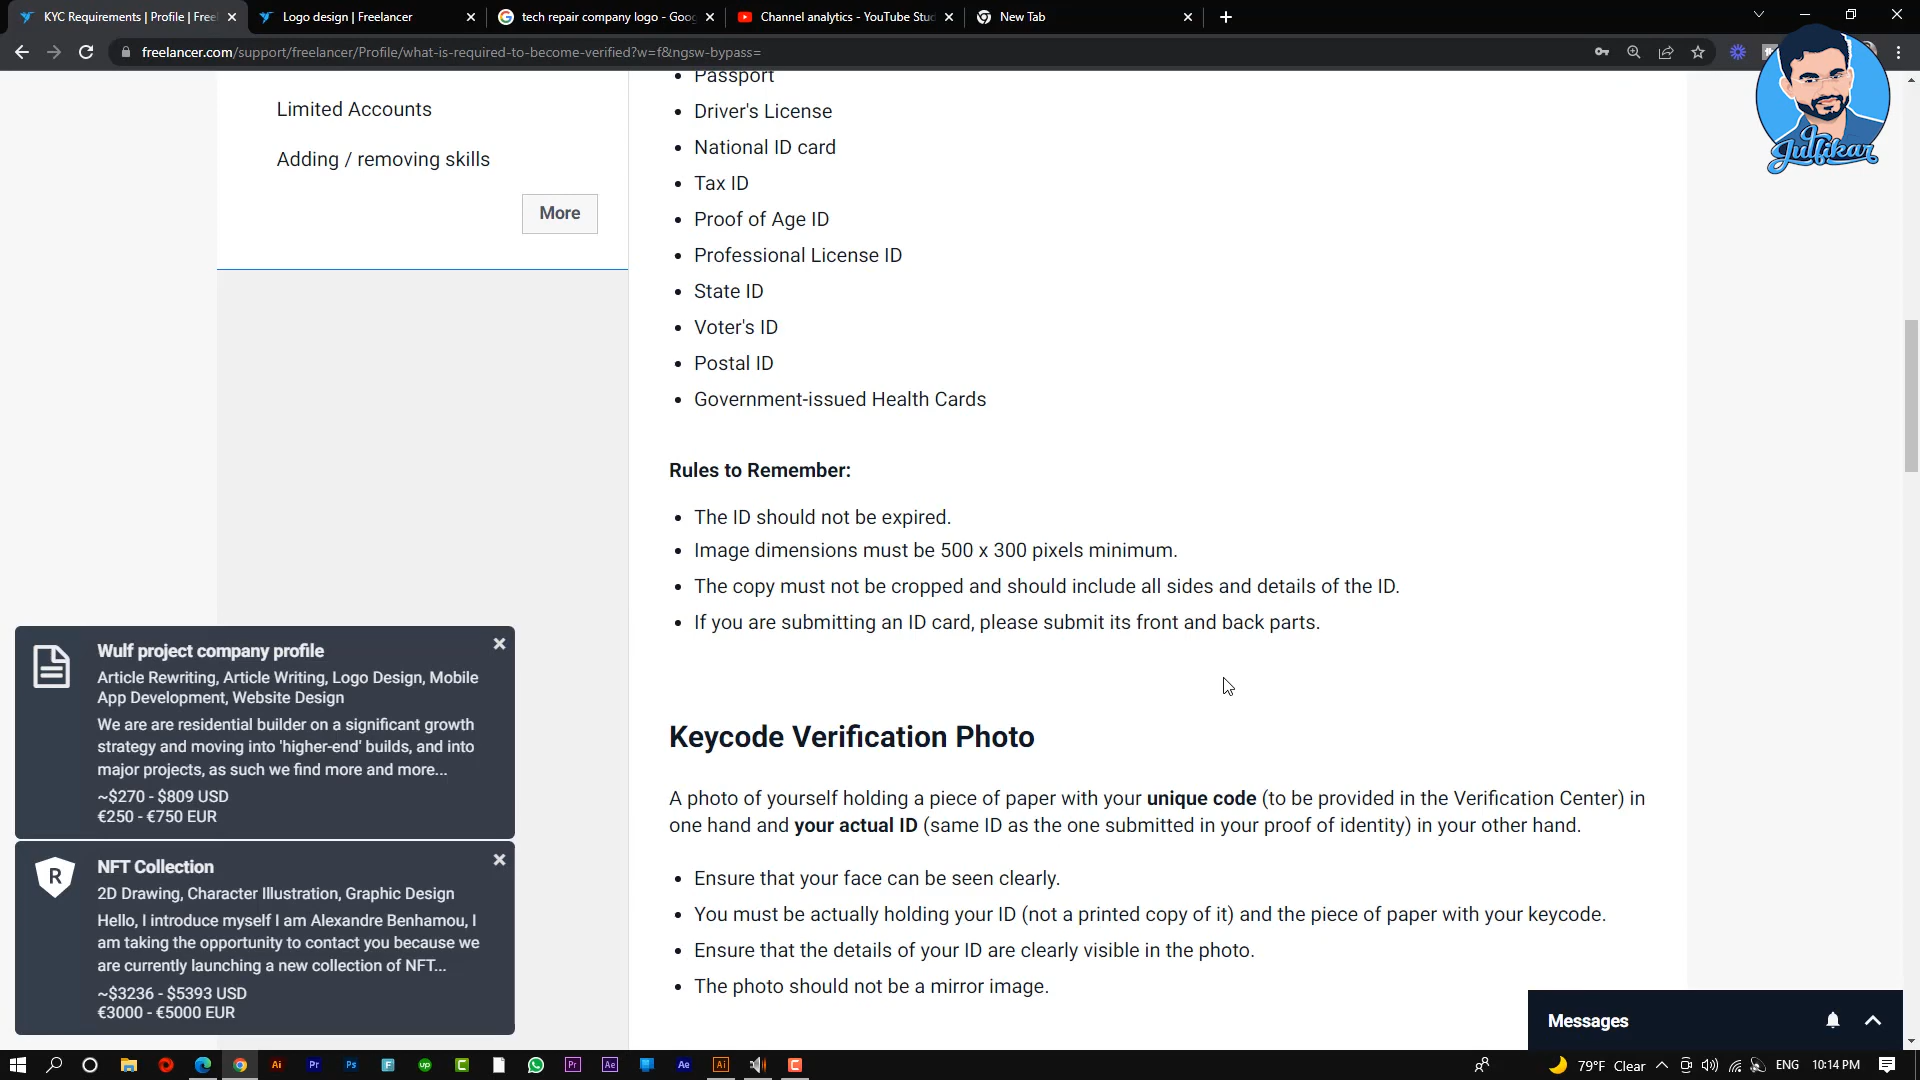 KYC Requirements | Profile | Free
Logo design | Freelancer
tech repair company logo - Goo
Channel analytics - YouTube Stu
New Tab
freelancer.com/support/freelancer/Profile/what-is-required-to-become-verified?w=f&ngsw-bypass=
Julfikar
Limited Accounts
Adding / removing skills
More
• Passport
• Driver's License
• National ID card
• Tax ID
• Proof of Age ID
• Professional License ID
• State ID
• Voter's ID
• Postal ID
• Government-issued Health Cards
Rules to Remember:
• The ID should not be expired.
• Image dimensions must be 500 x 300 pixels minimum.
• The copy must not be cropped and should include all sides and details of the ID.
• If you are submitting an ID card, please submit its front and back parts.
Keycode Verification Photo
A photo of yourself holding a piece of paper with your unique code (to be provided in the Verification Center) in
one hand and your actual ID (same ID as the one submitted in your proof of identity) in your other hand.
• Ensure that your face can be seen clearly.
• You must be actually holding your ID (not a printed copy of it) and the piece of paper with your keycode.
• Ensure that the details of your ID are clearly visible in the photo.
• The photo should not be a mirror image.
Wulf project company profile
Article Rewriting, Article Writing, Logo Design, Mobile
App Development, Website Design
We are are residential builder on a significant growth
strategy and moving into 'higher-end' builds, and into
major projects, as such we find more and more...
~$270 - $809 USD
€250 - €750 EUR
R
NFT Collection
2D Drawing, Character Illustration, Graphic Design
Hello, I introduce myself I am Alexandre Benhamou, I
am taking the opportunity to contact you because we
are currently launching a new collection of NFT...
~$3236 - $5393 USD
€3000 - €5000 EUR
Messages
Ai
Pr
Ps
F
up
C
Pr
Ae
Ae
Ai
C
79°F Clear
ENG
10:14 PM